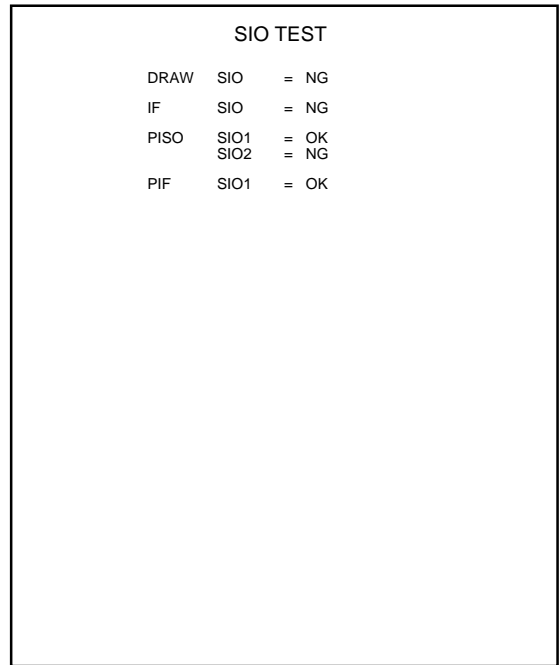 SIO TEST
DRAW SIO = NG
IF SIO = NG
PISO SIO1 = OK
SIO2 = NG
PIF SIO1 = OK